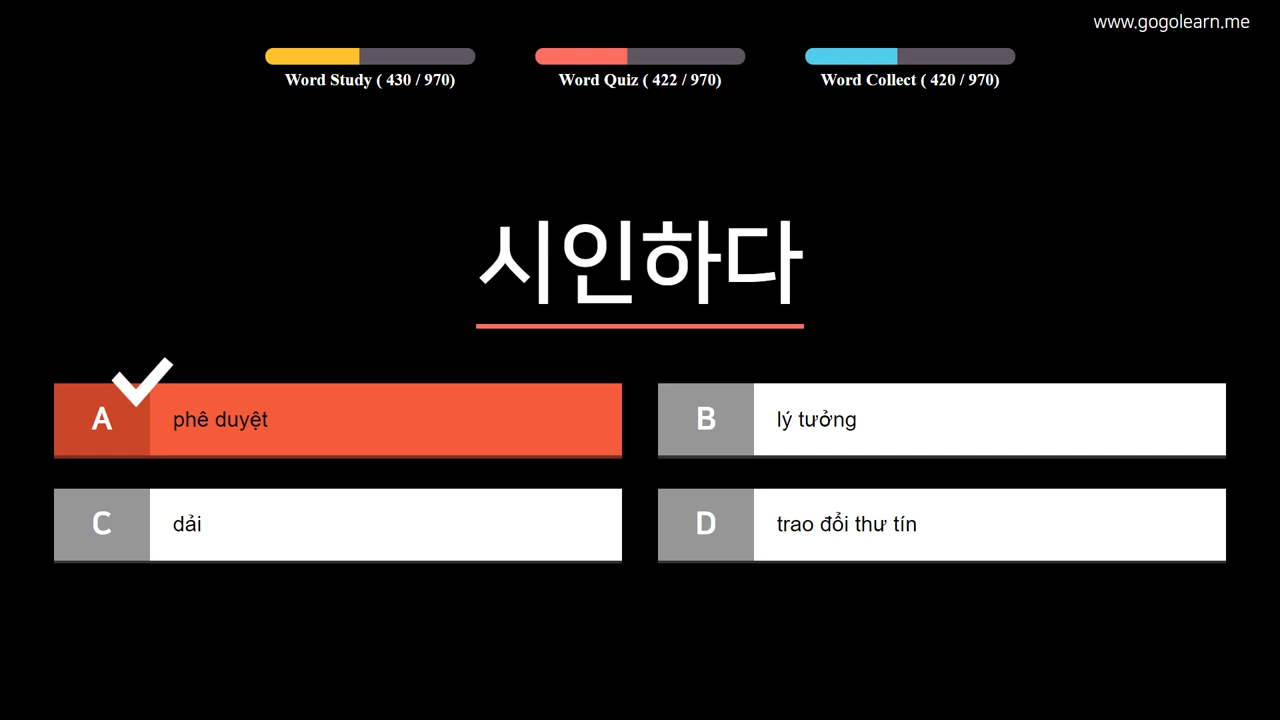 www.gogolearn.me
Word Study ( 430 / 970)
Word Quiz ( 422 / 970)
Word Collect ( 420 / 970)
시인하다
A phê duyệt
B lý tưởng
C dải
D trao đổi thư tín